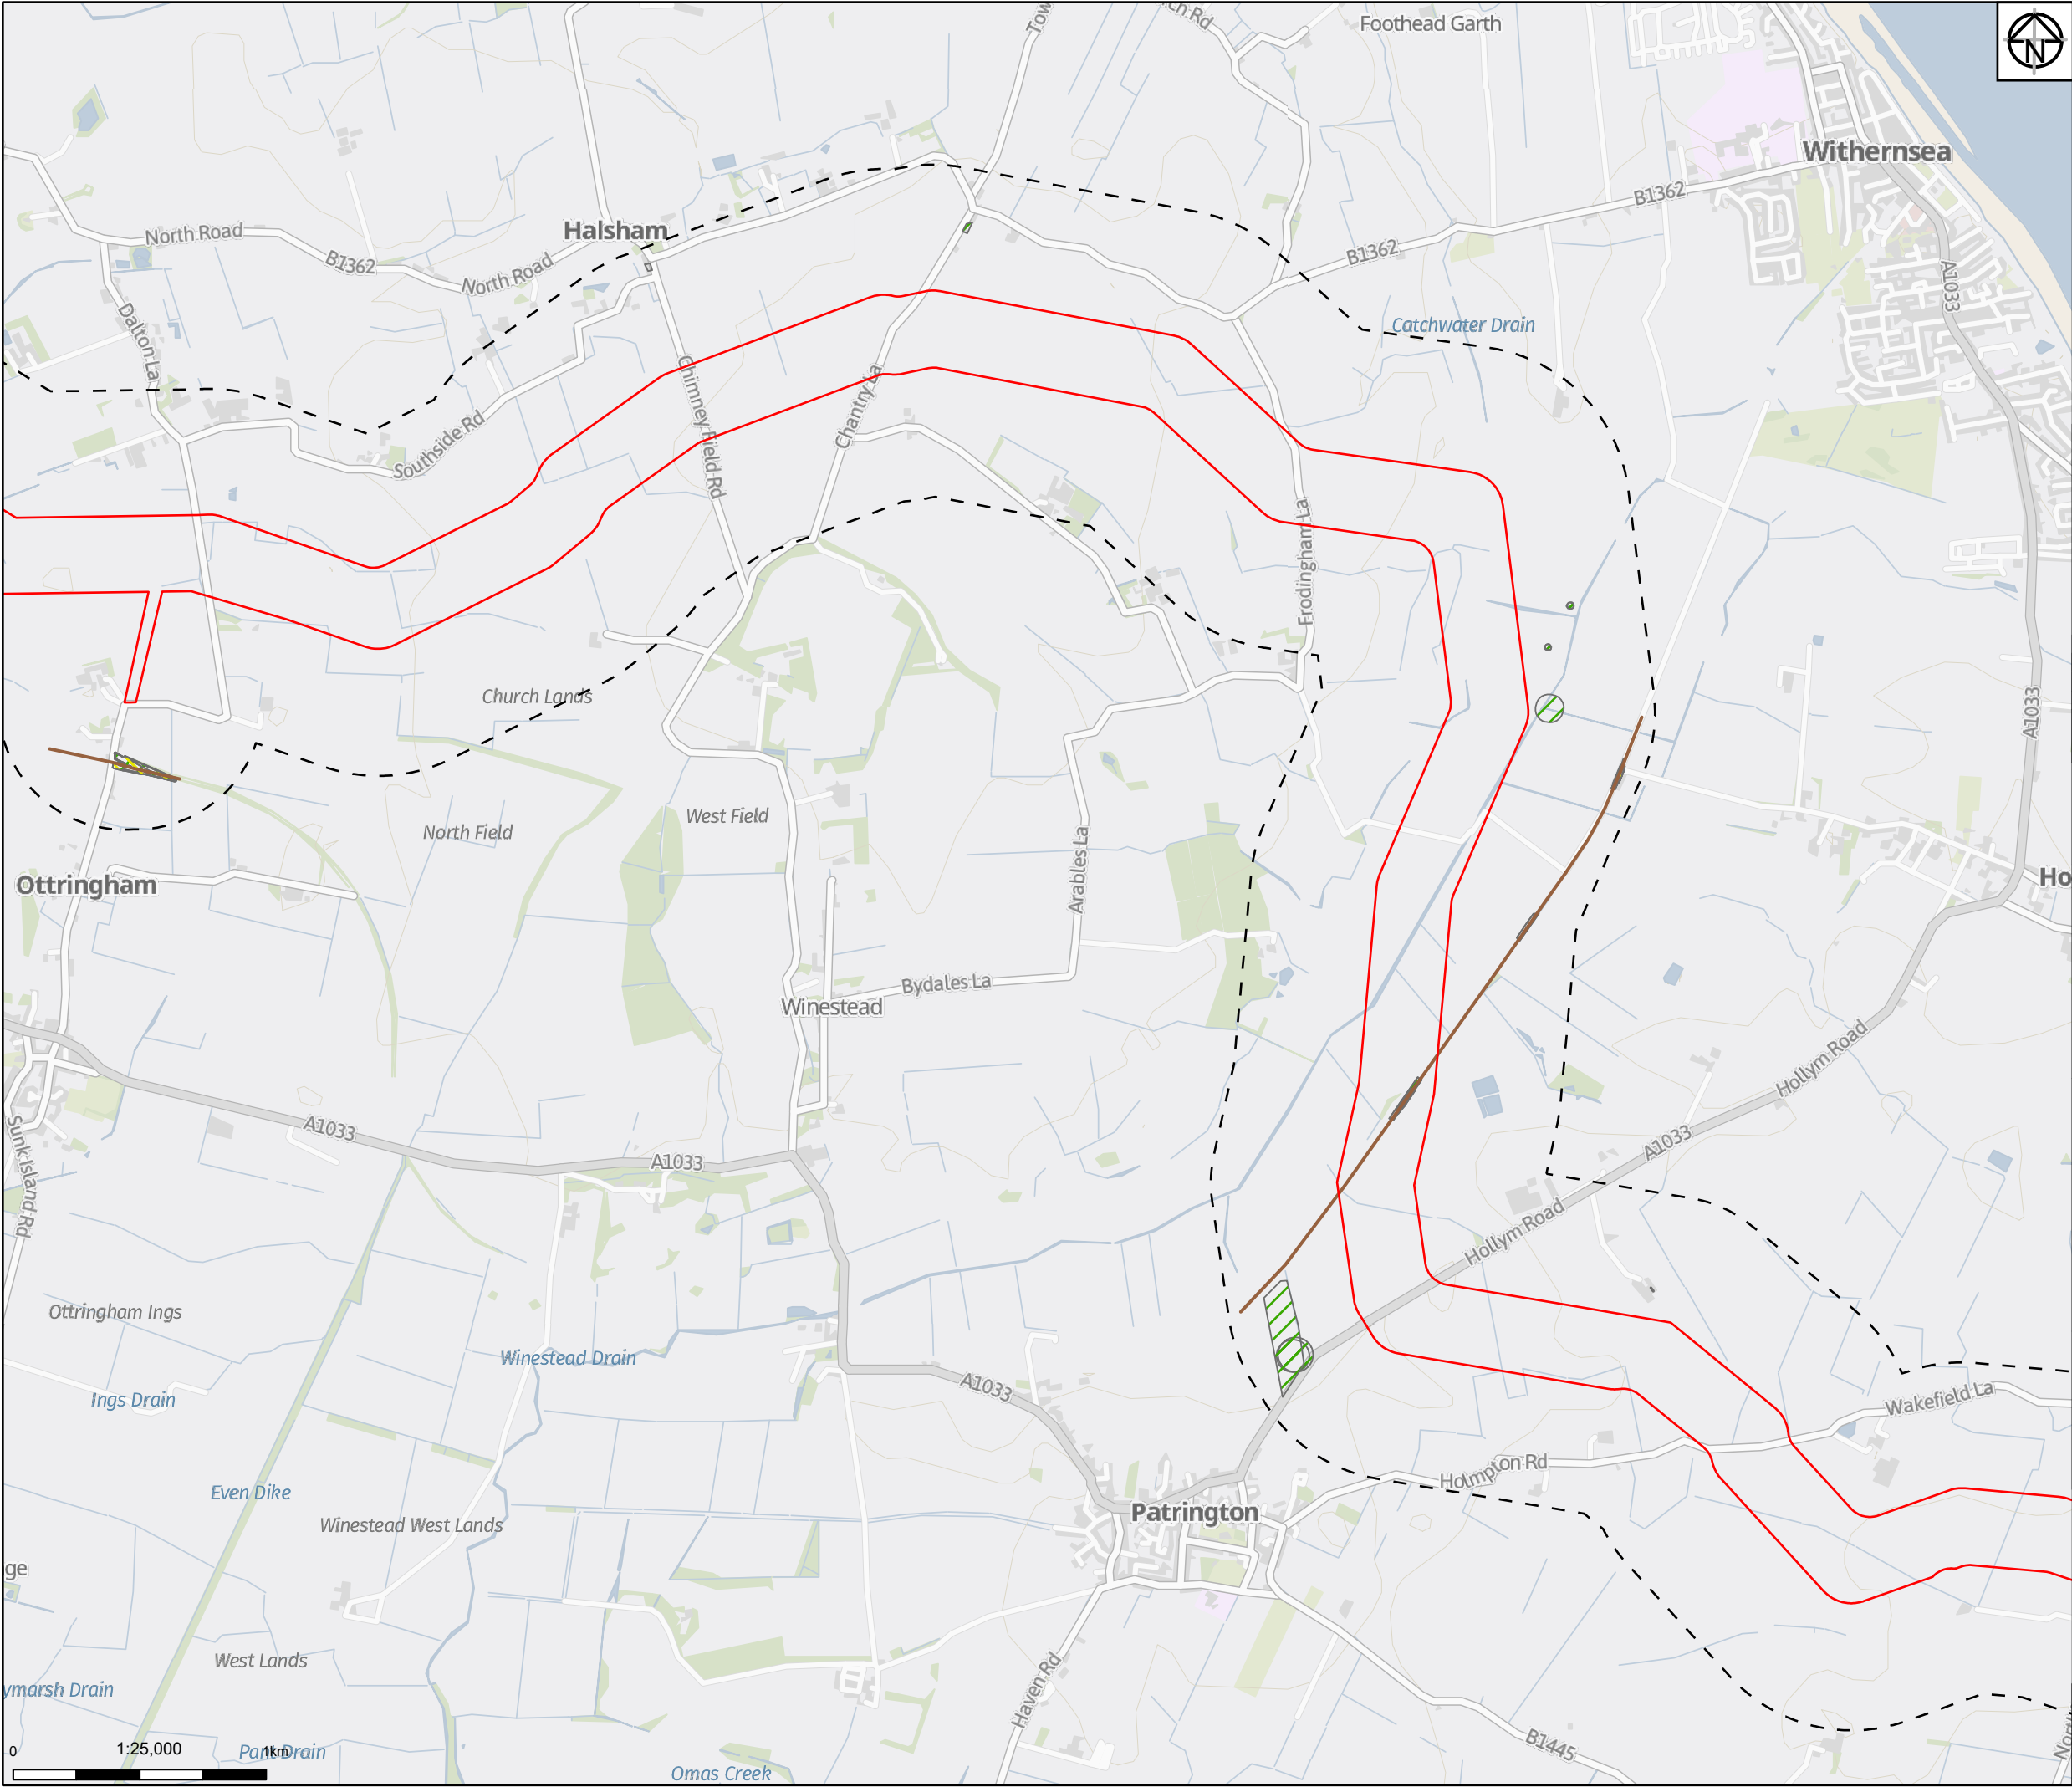 Foothead Garth
N
Withernsea
B1362
Halsham
North Road
B1362
North Road
B1362
A1033
Dalton La
Catchwater Drain
Chimney Field Rd
Chantry La
Southside Rd
Frodingham La
Church Lands
A1033
West Field
North Field
Arables La
Ottringham
Ho
Bydales La
Winestead
Hollym Road
A1033
A1033
A1033
Sunk Island Rd
Hollym Road
Ottringham Ings
Winestead Drain
Ings Drain
A1033
Wakefield La
Holmpton Rd
Even Dike
Patrington
Winestead West Lands
ge
West Lands
Haven Rd
ymarsh Drain
B1445
0
1:25,000
1km
Pant Drain
Omas Creek